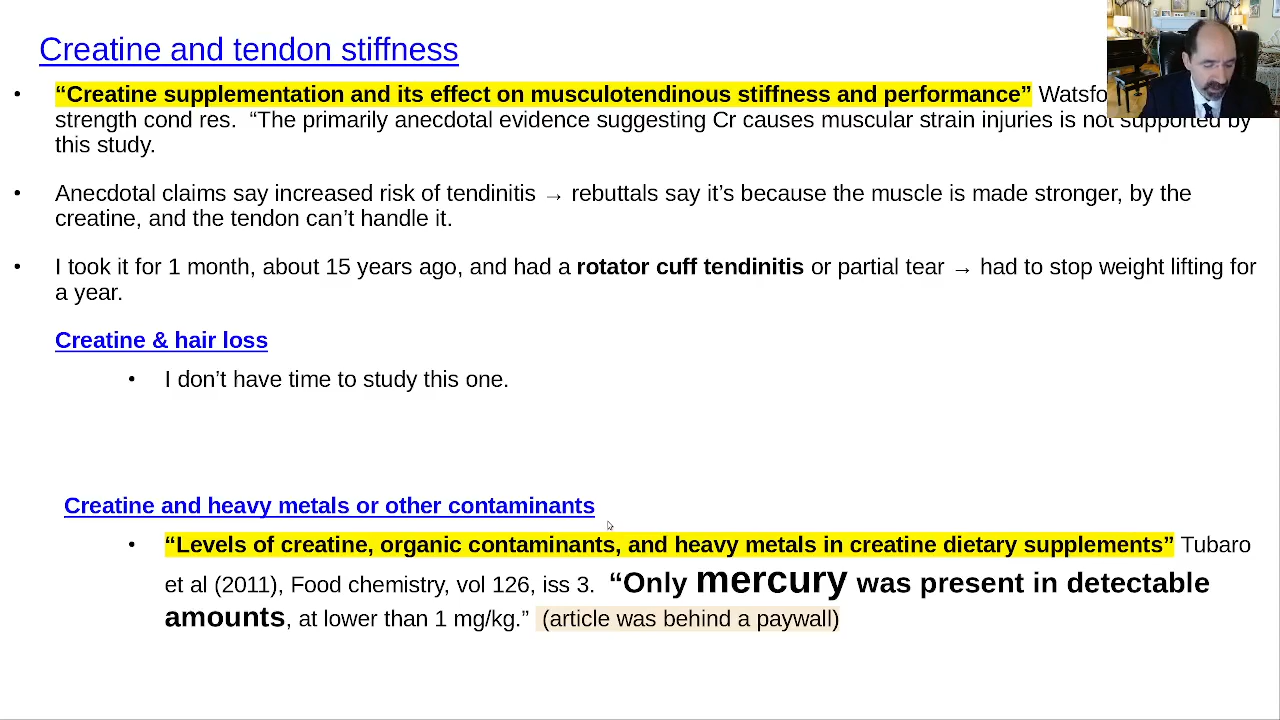 Creatine and tendon stiffness
• “Creatine supplementation and its effect on musculotendinous stiffness and performance” Watsfo
strength cond res. “The primarily anecdotal evidence suggesting Cr causes muscular strain injuries is not supported by
this study.
• Anecdotal claims say increased risk of tendinitis → rebuttals say it’s because the muscle is made stronger, by the
creatine, and the tendon can’t handle it.
• I took it for 1 month, about 15 years ago, and had a rotator cuff tendinitis or partial tear → had to stop weight lifting for
a year.
Creatine & hair loss
• I don’t have time to study this one.
Creatine and heavy metals or other contaminants
• “Levels of creatine, organic contaminants, and heavy metals in creatine dietary supplements” Tubaro
et al (2011), Food chemistry, vol 126, iss 3. “Only mercury was present in detectable
amounts, at lower than 1 mg/kg.” (article was behind a paywall)